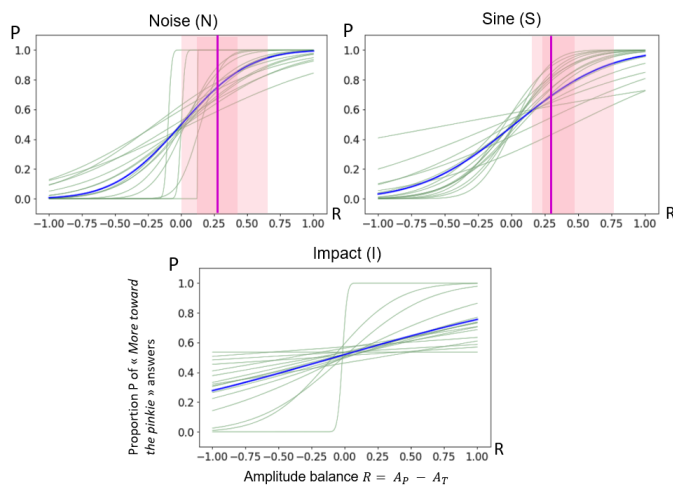 Noise (N)
P
1.0
0.8
0.6
0.4
0.2
0.0
−1.00 −0.75 −0.50 −0.25 0.00 0.25 0.50 0.75 1.00
R
Sine (S)
P
1.0
0.8
0.6
0.4
0.2
0.0
−1.00 −0.75 −0.50 −0.25 0.00 0.25 0.50 0.75 1.00
R
Impact (I)
P
1.0
0.8
0.6
0.4
0.2
0.0
−1.00 −0.75 −0.50 −0.25 0.00 0.25 0.50 0.75 1.00
R
Proportion P of « More toward
the pinkie » answers
Amplitude balance R = A_P − A_T